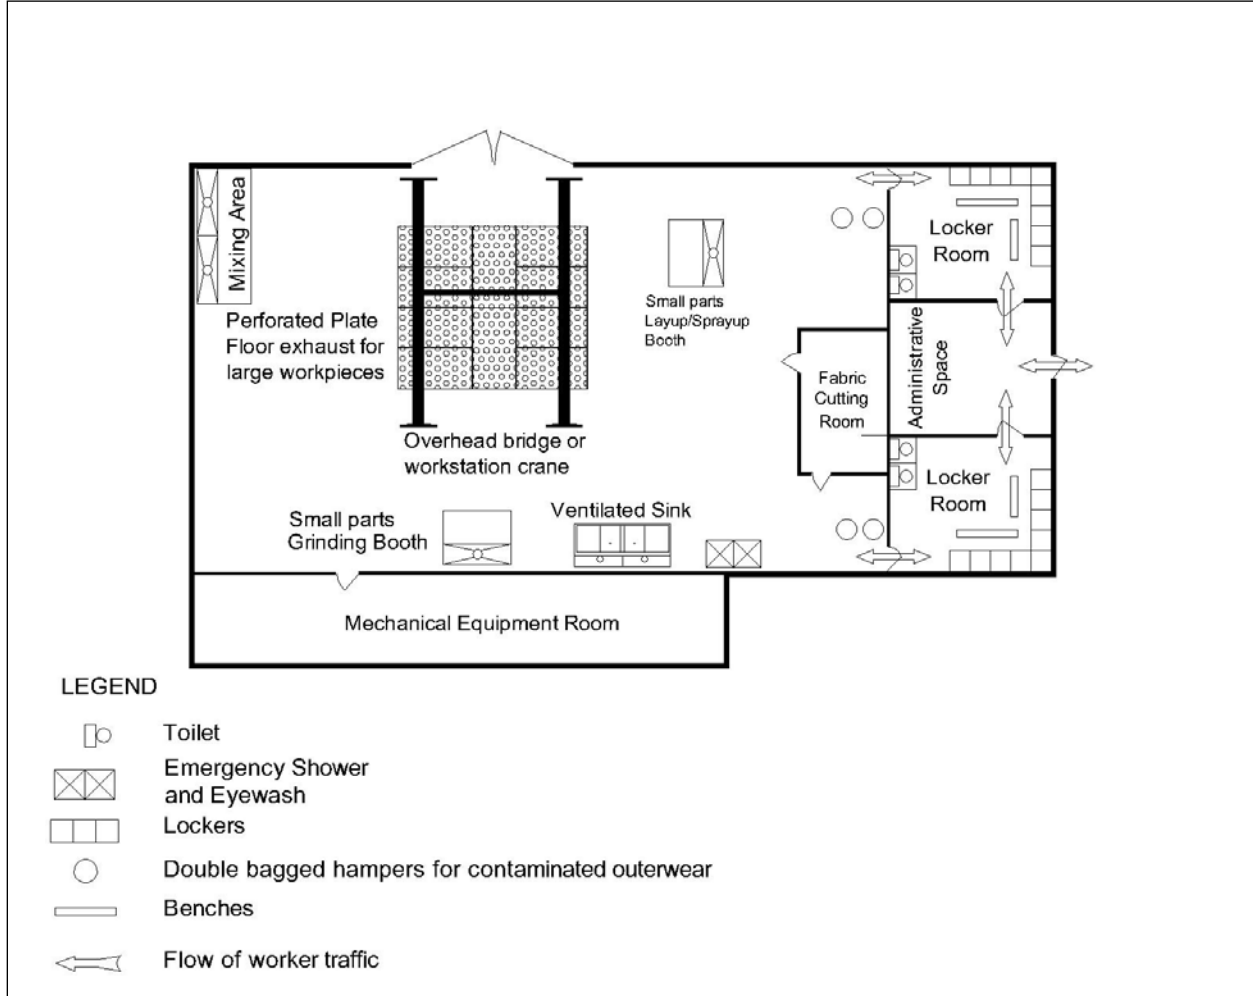 Mixing Area
Perforated Plate
Floor exhaust for
large workpieces
Overhead bridge or
workstation crane
Small parts
Layup/Sprayup
Booth
Locker
Room
Administrative
Space
Fabric
Cutting
Room
Locker
Room
Small parts
Grinding Booth
Ventilated Sink
Mechanical Equipment Room
LEGEND
Toilet
Emergency Shower
and Eyewash
Lockers
Double bagged hampers for contaminated outerwear
Benches
Flow of worker traffic